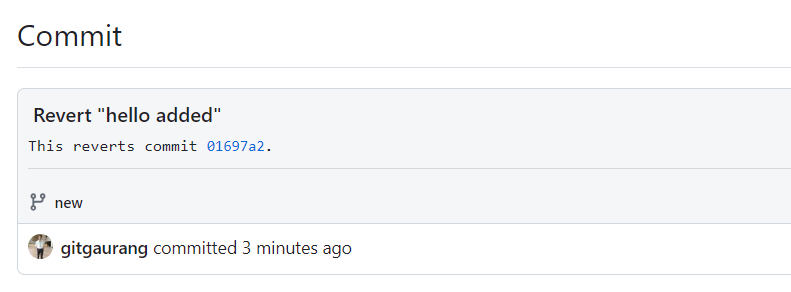 Commit
Revert "hello added"
This reverts commit 01697a2.
new
gitgaurang committed 3 minutes ago